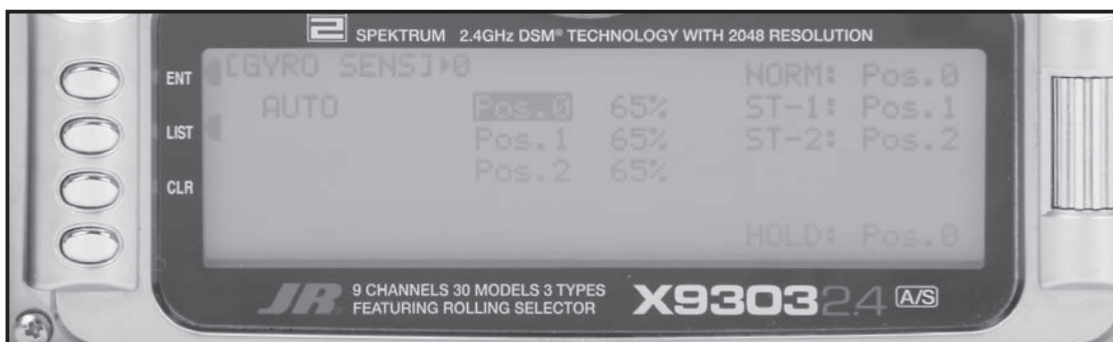 2 SPEKTRUM 2.4GHz DSM® TECHNOLOGY WITH 2048 RESOLUTION
ENT
LIST
CLR
[GYRO SENS]▸0 NORM: Pos.0
AUTO Pos.0 65% ST-1: Pos.1
Pos.1 65% ST-2: Pos.2
Pos.2 65%
HOLD: Pos.0
JR 9 CHANNELS 30 MODELS 3 TYPES
FEATURING ROLLING SELECTOR
X9303 2.4 A/S